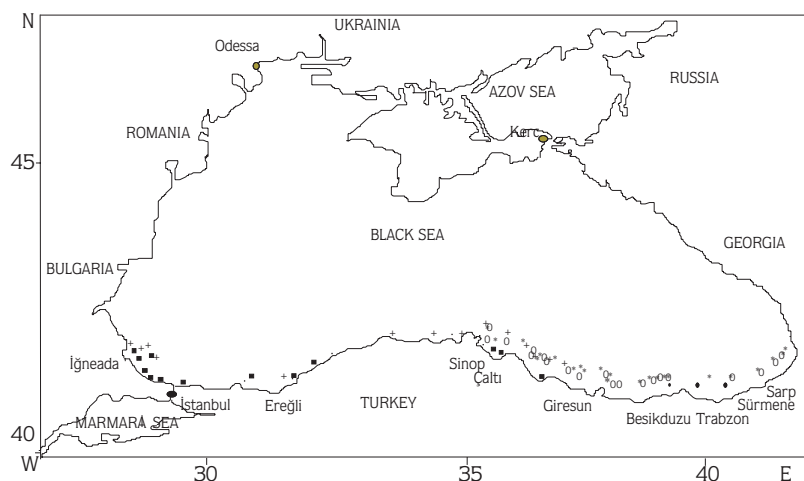 N
UKRAINIA
Odessa
RUSSIA
AZOV SEA
ROMANIA
Kerç
45
BLACK SEA
GEORGIA
BULGARIA
İğneada
Sinop
Çaltı
Sarp
İstanbul
Ereğli
TURKEY
Giresun
Sürmene
MARMARA SEA
Besikduzu Trabzon
40
W
30
35
40
E